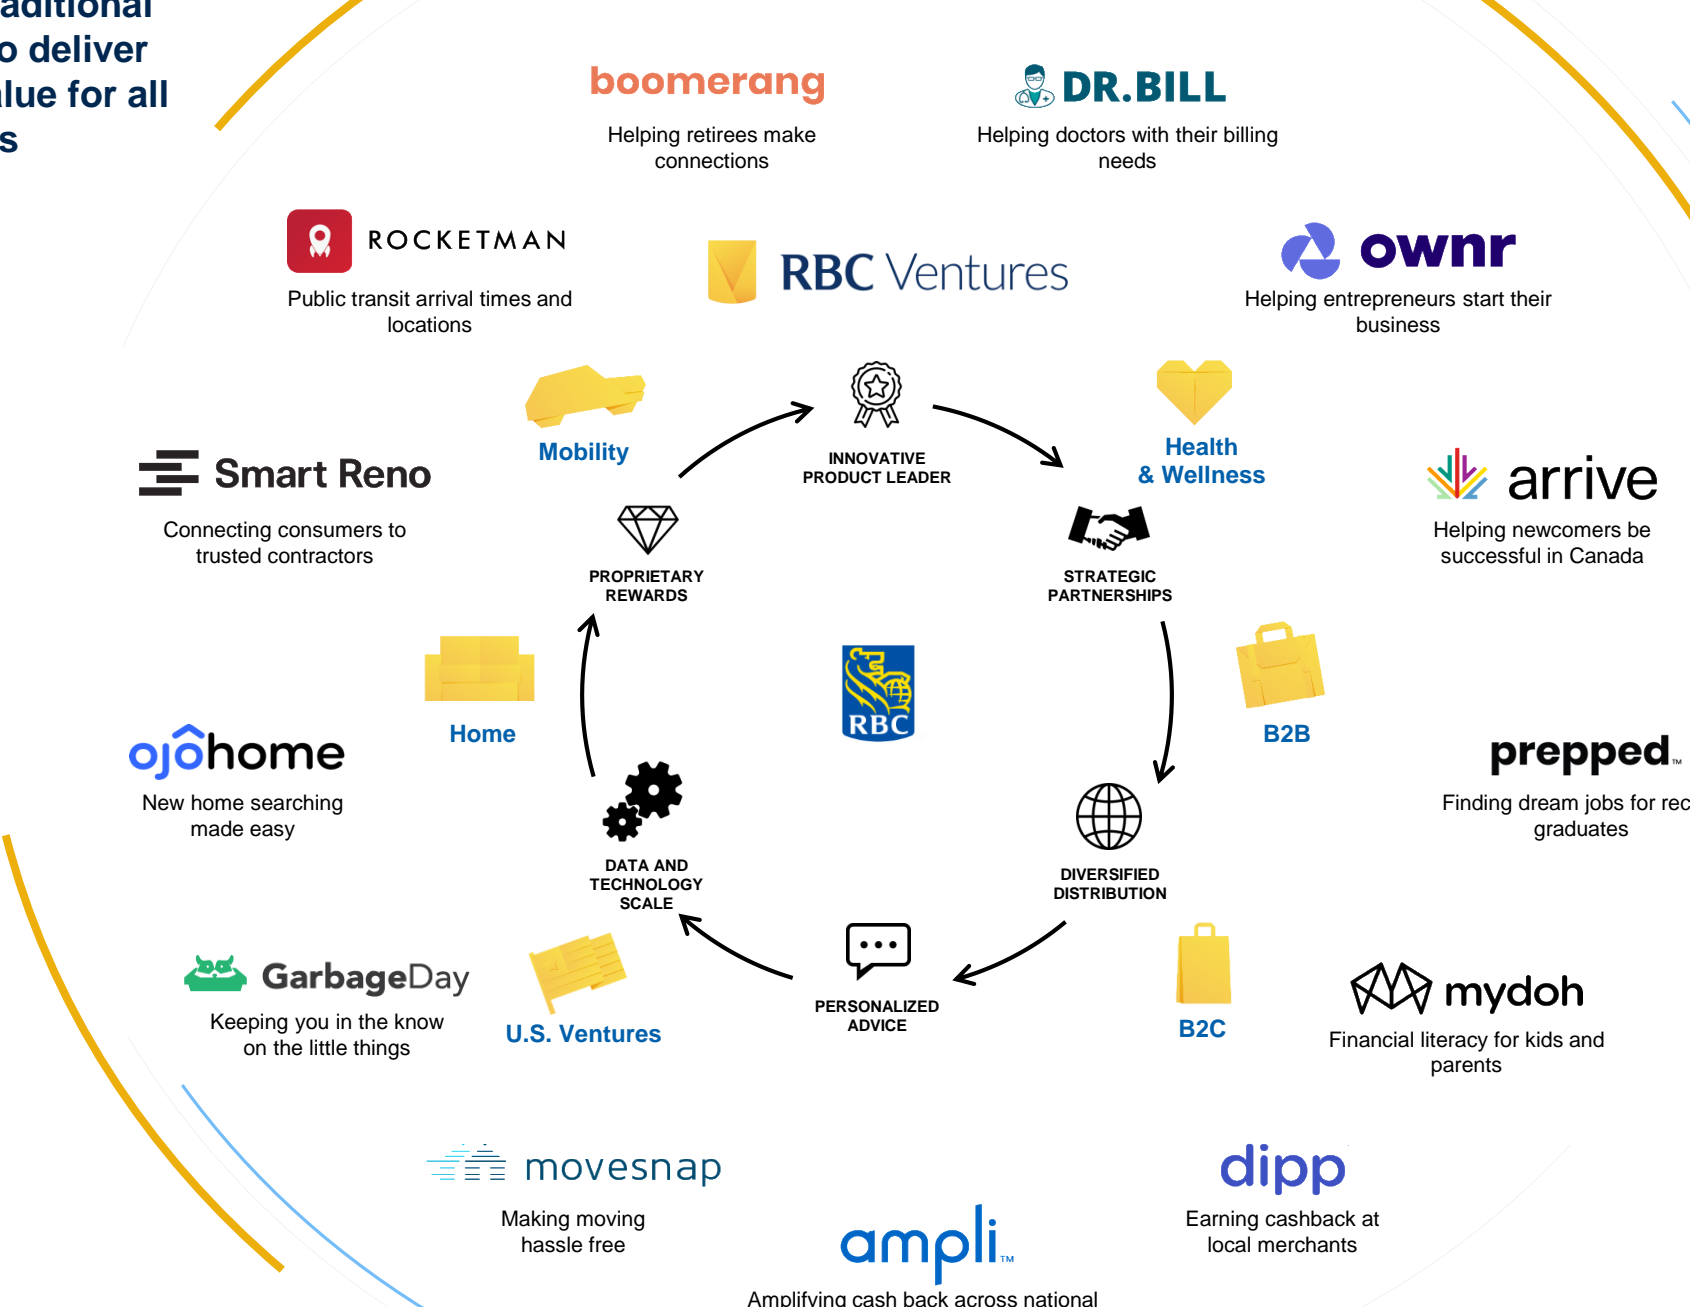 o deliver
for all
boomerang
Helping retirees make
connections
DR.BILL
Helping doctors with their billing
needs
ROCKETMAN
Public transit arrival times and
locations
RBC Ventures
ownr
Helping entrepreneurs start their
business
Mobility
INNOVATIVE
PRODUCT LEADER
Health
& Wellness
Smart Reno
Connecting consumers to
trusted contractors
PROPRIETARY
REWARDS
STRATEGIC
PARTNERSHIPS
arrive
Helping newcomers be
successful in Canada
Home
RBC
B2B
ojôhome
New home searching
made easy
DATA AND
TECHNOLOGY
SCALE
DIVERSIFIED
DISTRIBUTION
prepped™
Finding dream jobs for rec
graduates
GarbageDay
Keeping you in the know
on the little things
U.S. Ventures
PERSONALIZED
ADVICE
B2C
mydoh
Financial literacy for kids and
parents
movesnap
Making moving
hassle free
ampli™
Amplifying cash back across national
dipp
Earning cashback at
local merchants